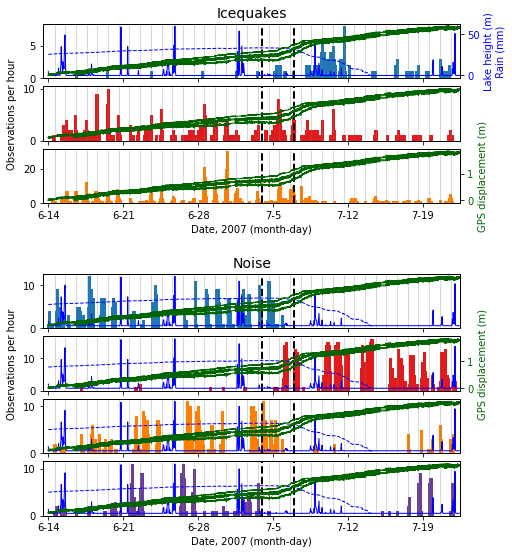 Icequakes
5
0
50
0
Lake height (m)
Rain (mm)
10
0
Observations per hour
20
0
1
0
GPS displacement (m)
6-14 6-21 6-28 7-5 7-12 7-19
Date, 2007 (month-day)
Noise
10
0
10
0
Observations per hour
1
0
GPS displacement (m)
10
0
10
0
6-14 6-21 6-28 7-5 7-12 7-19
Date, 2007 (month-day)